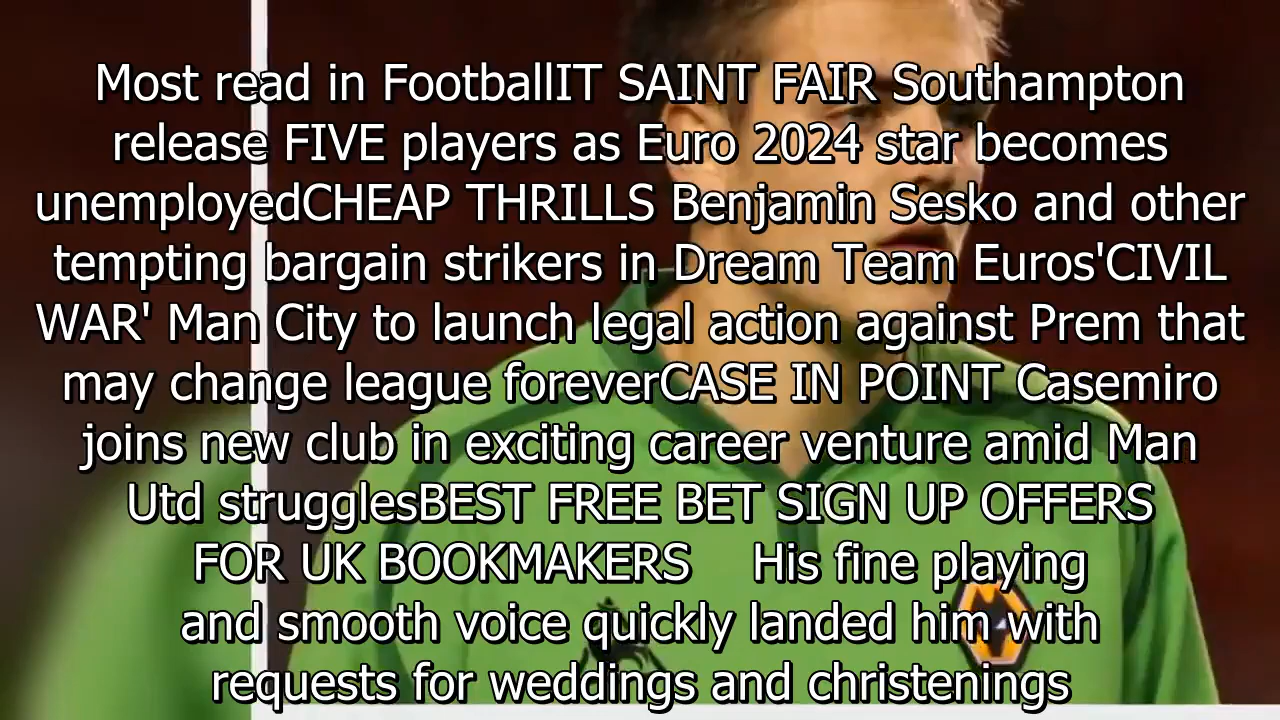 Most read in FootballIT SAINT FAIR Southampton
release FIVE players as Euro 2024 star becomes
unemployedCHEAP THRILLS Benjamin Sesko and other
tempting bargain strikers in Dream Team Euros'CIVIL
WAR' Man City to launch legal action against Prem that
may change league foreverCASE IN POINT Casemiro
joins new club in exciting career venture amid Man
Utd strugglesBEST FREE BET SIGN UP OFFERS
FOR UK BOOKMAKERS His fine playing
and smooth voice quickly landed him with
requests for weddings and christenings